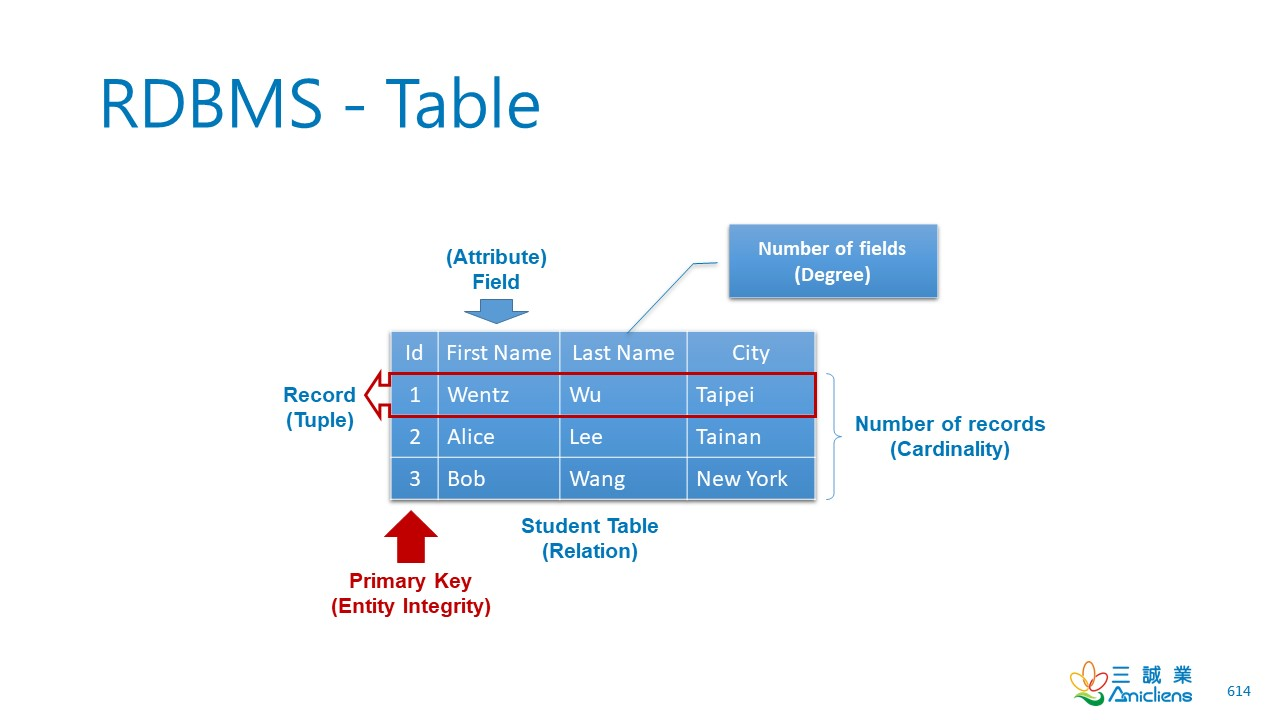 RDBMS - Table
Number of fields
(Degree)
(Attribute)
Field
Id First Name Last Name City
1 Wentz Wu Taipei
2 Alice Lee Tainan
3 Bob Wang New York
Record
(Tuple)
Number of records
(Cardinality)
Student Table
(Relation)
Primary Key
(Entity Integrity)
三誠業
Amicliens
614